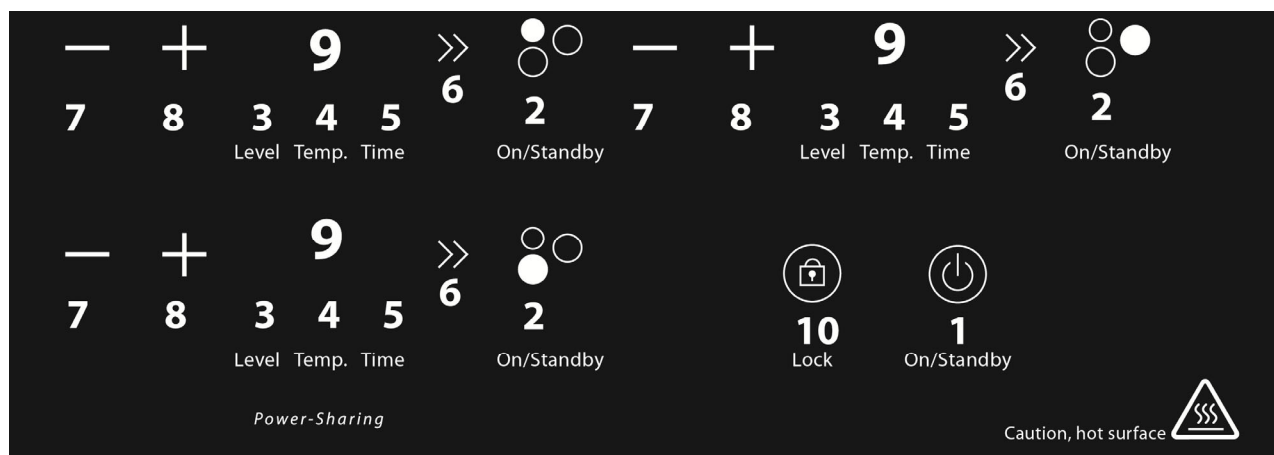 9 9
6 6
7 8 3 4 5 2 7 8 3 4 5 2
Level Temp. Time On/Standby Level Temp. Time On/Standby
9
6
7 8 3 4 5 2 10 1
Level Temp. Time On/Standby Lock On/Standby
Power-Sharing
Caution, hot surface